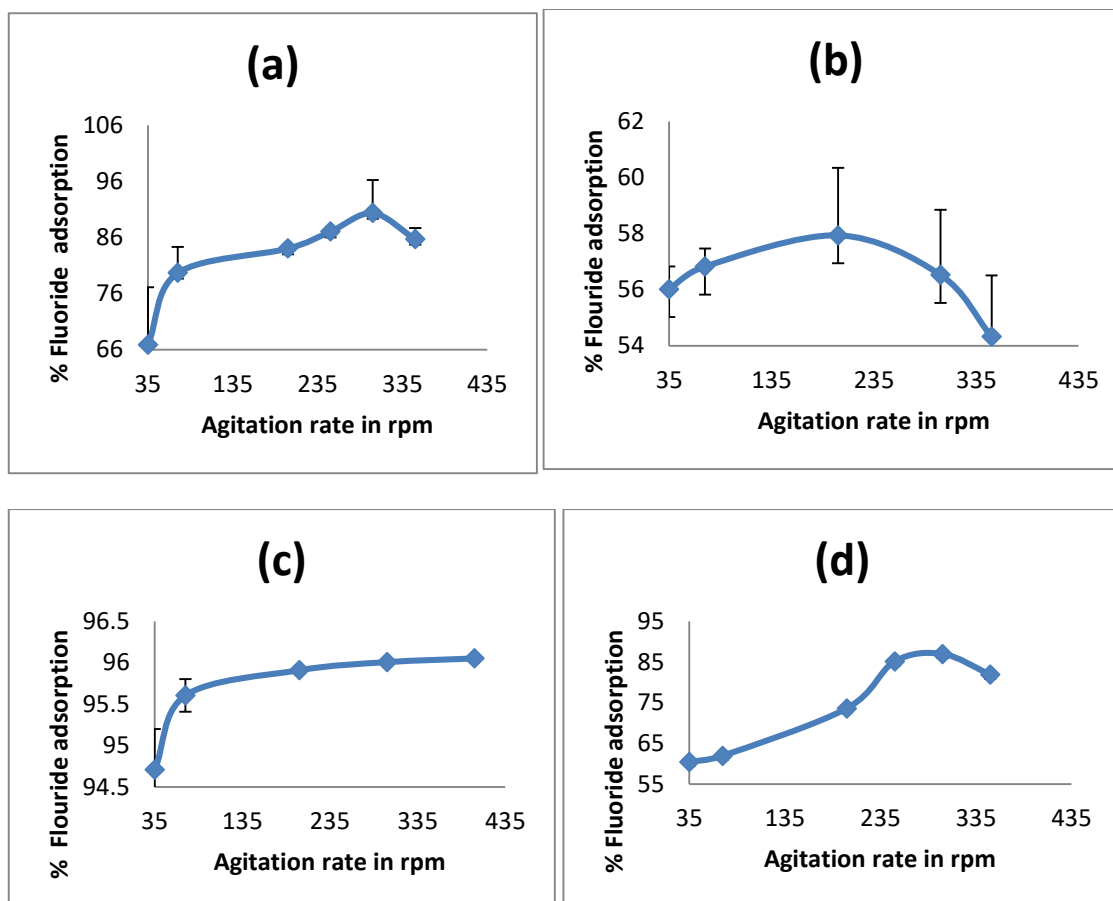 (a)
% Fluoride adsorption
106
96
86
76
66
35 135 235 335 435
Agitation rate in rpm
(b)
% Flouride adsorption
62
60
58
56
54
35 135 235 335 435
Agitation rate in rpm
(c)
% Flouride adsorption
96.5
96
95.5
95
94.5
35 135 235 335 435
Agitation rate in rpm
(d)
% Fluoride adsorption
95
85
75
65
55
35 135 235 335 435
Agitation rate in rpm